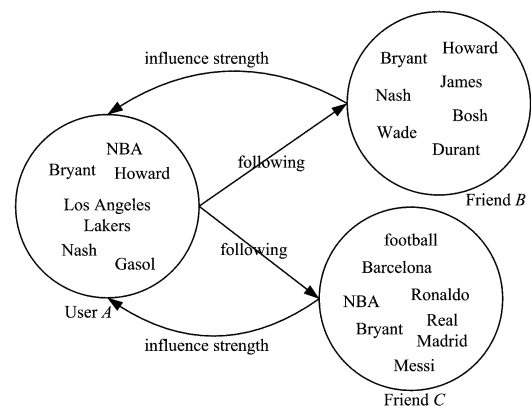 influence strength
Bryant
Howard
James
Nash
Bosh
Wade
Durant
Friend B
NBA
Bryant
Howard
Los Angeles
Lakers
Nash
Gasol
User A
following
following
football
Barcelona
NBA
Ronaldo
Bryant
Real
Madrid
Messi
Friend C
influence strength